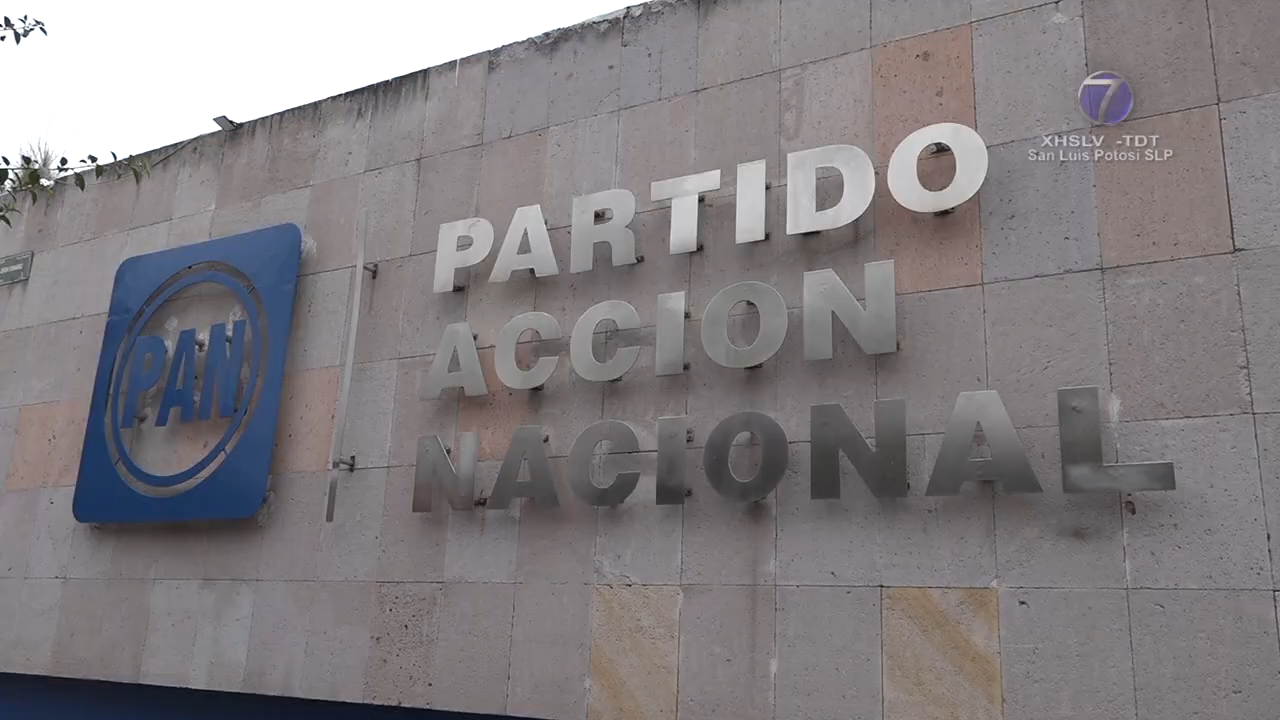 7
XHSLV -TDT
San Luis Potosi SLP
PAN
PARTIDO
ACCION
NACIONAL